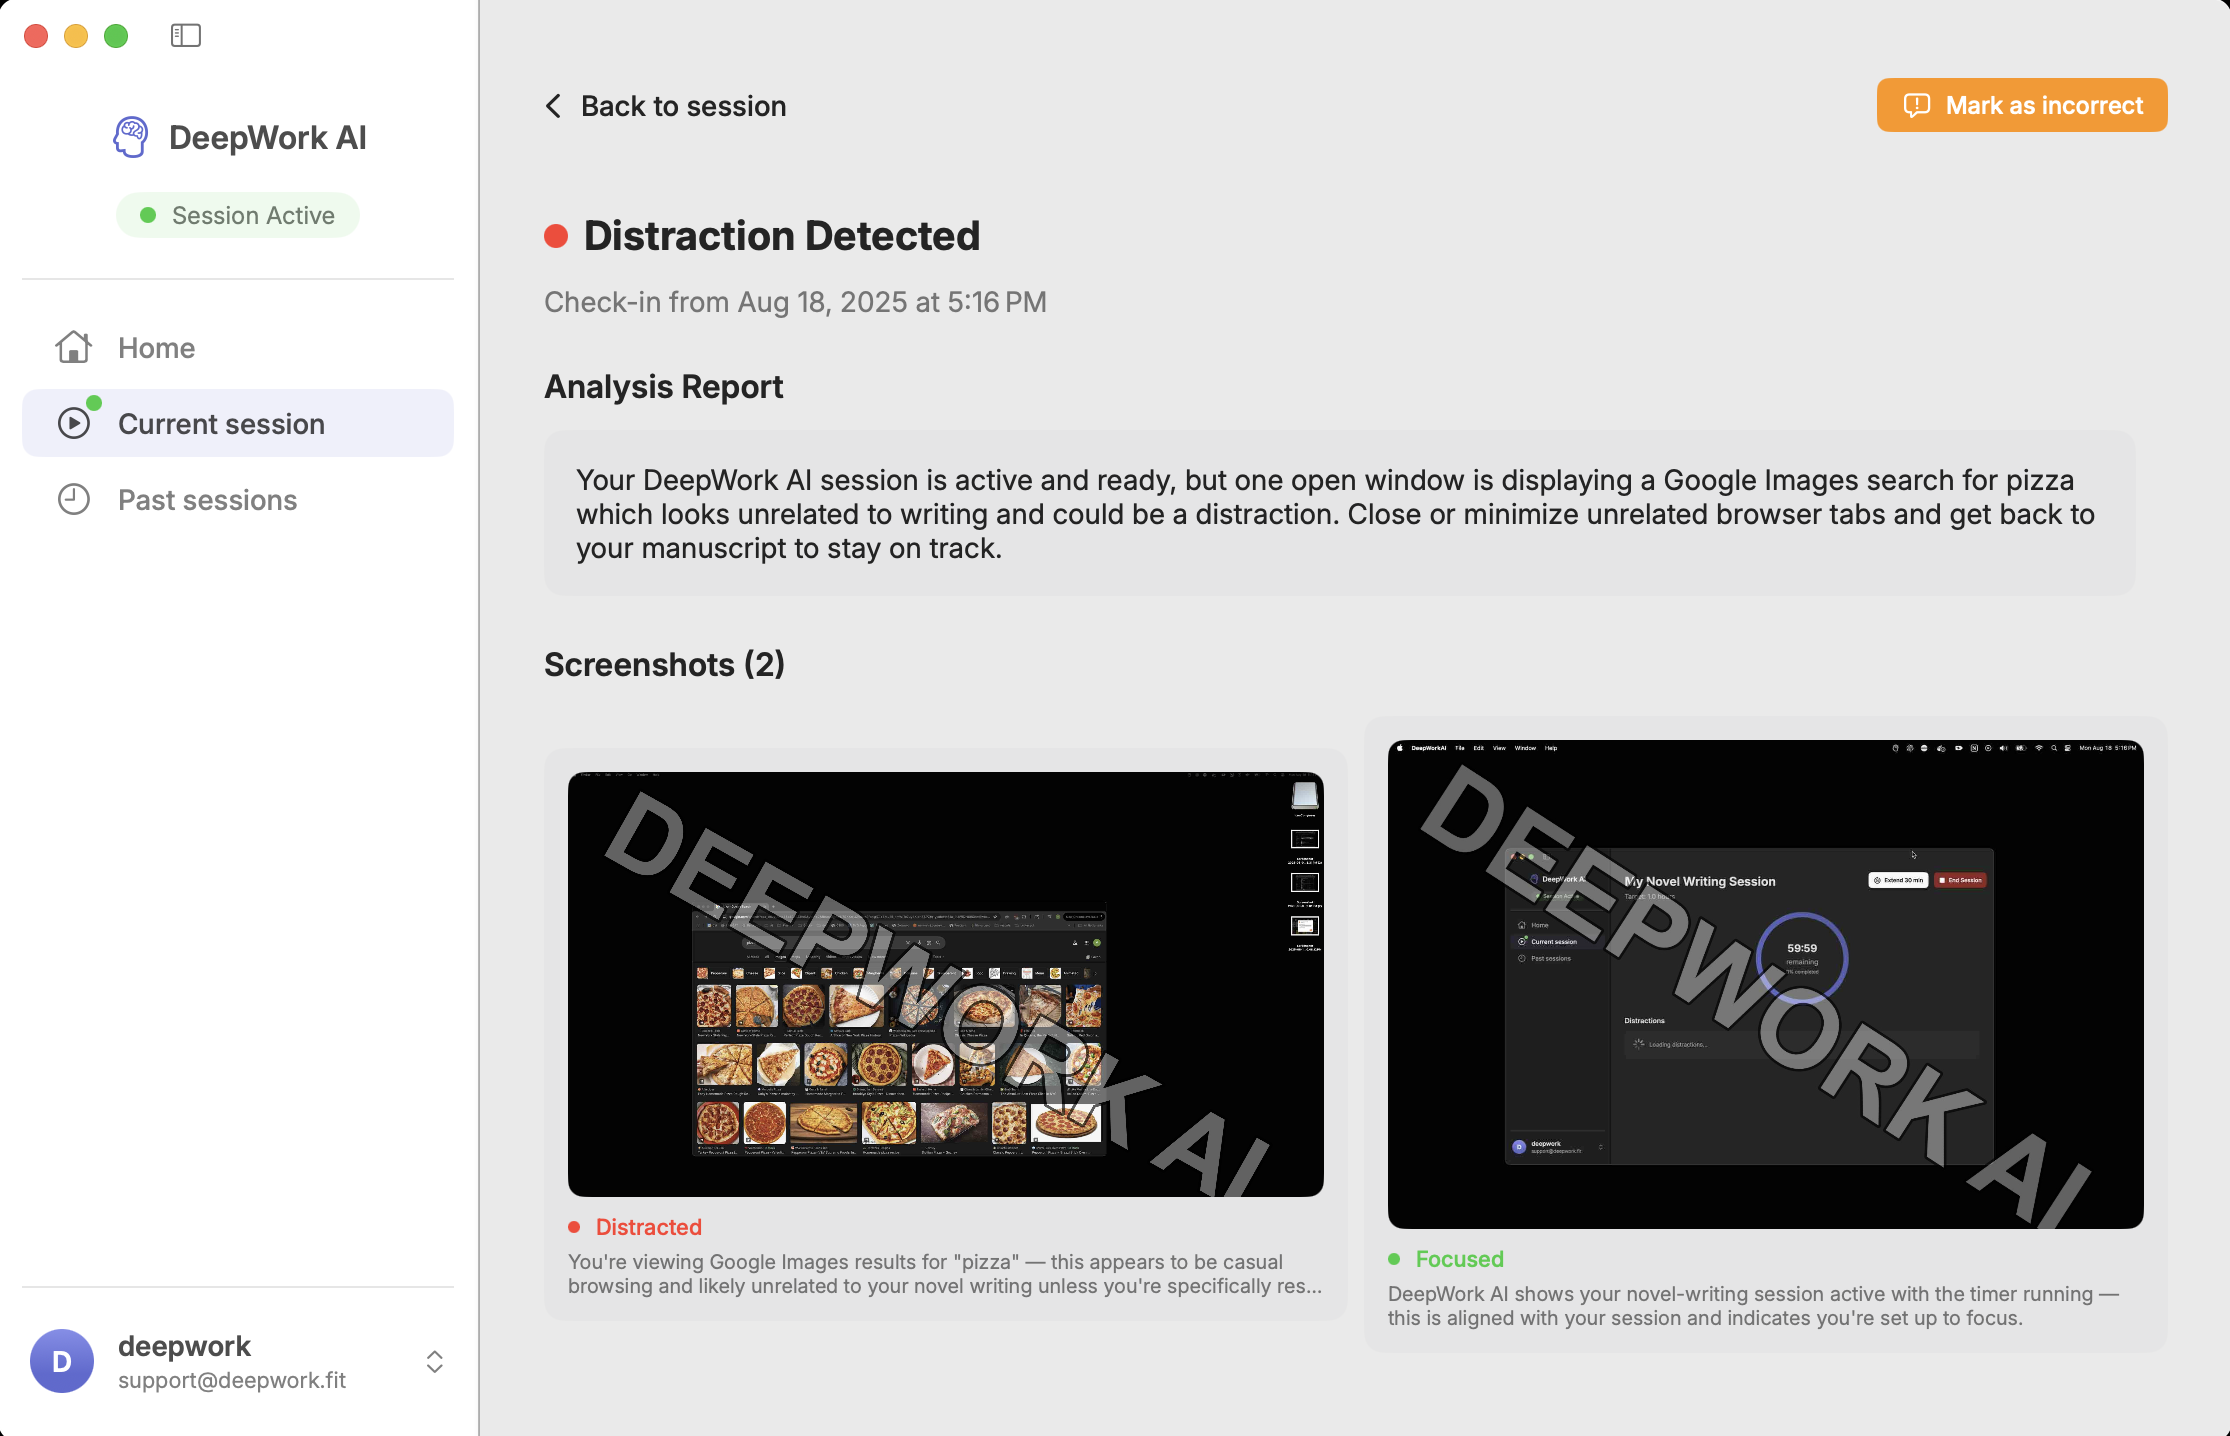 DeepWork AI
Session Active
Home
Current session
Past sessions
deepwork
support@deepwork.fit
D
Back to session
Mark as incorrect
Distraction Detected
Check-in from Aug 18, 2025 at 5:16 PM
Analysis Report
Your DeepWork AI session is active and ready, but one open window is displaying a Google Images search for pizza
which looks unrelated to writing and could be a distraction. Close or minimize unrelated browser tabs and get back to
your manuscript to stay on track.
Screenshots (2)
DEEPWORK AI
Distracted
You're viewing Google Images results for "pizza" — this appears to be casual
browsing and likely unrelated to your novel writing unless you're specifically res...
DeepWorkAI File Edit View Window Help
Mon Aug 18 5:16PM
DEEPWORK AI
DeepWork A
Home
Current session
Past sessions
deepwork
support@deepwork.fit
D
My Novel Writing Session
Extend 30 min
End Session
59:59
remaining
Distractions
Loading distractions...
Focused
DeepWork AI shows your novel-writing session active with the timer running —
this is aligned with your session and indicates you're set up to focus.